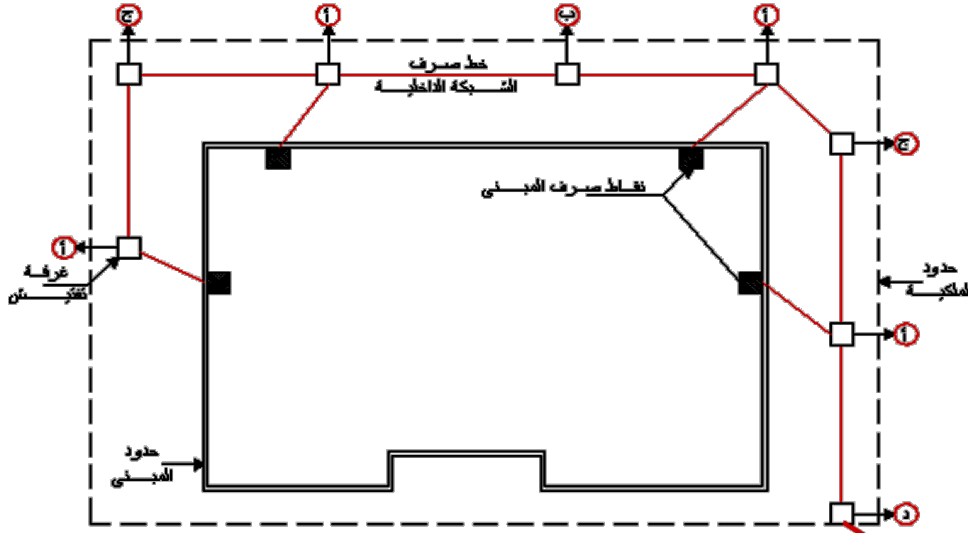 ج
أ
ب
أ
خط صرف
الشبكة الداخلية
ج
نقاط صرف المبنى
أ
غرفة
تفتيش
حدود
الملكية
أ
حدود
المبنى
د